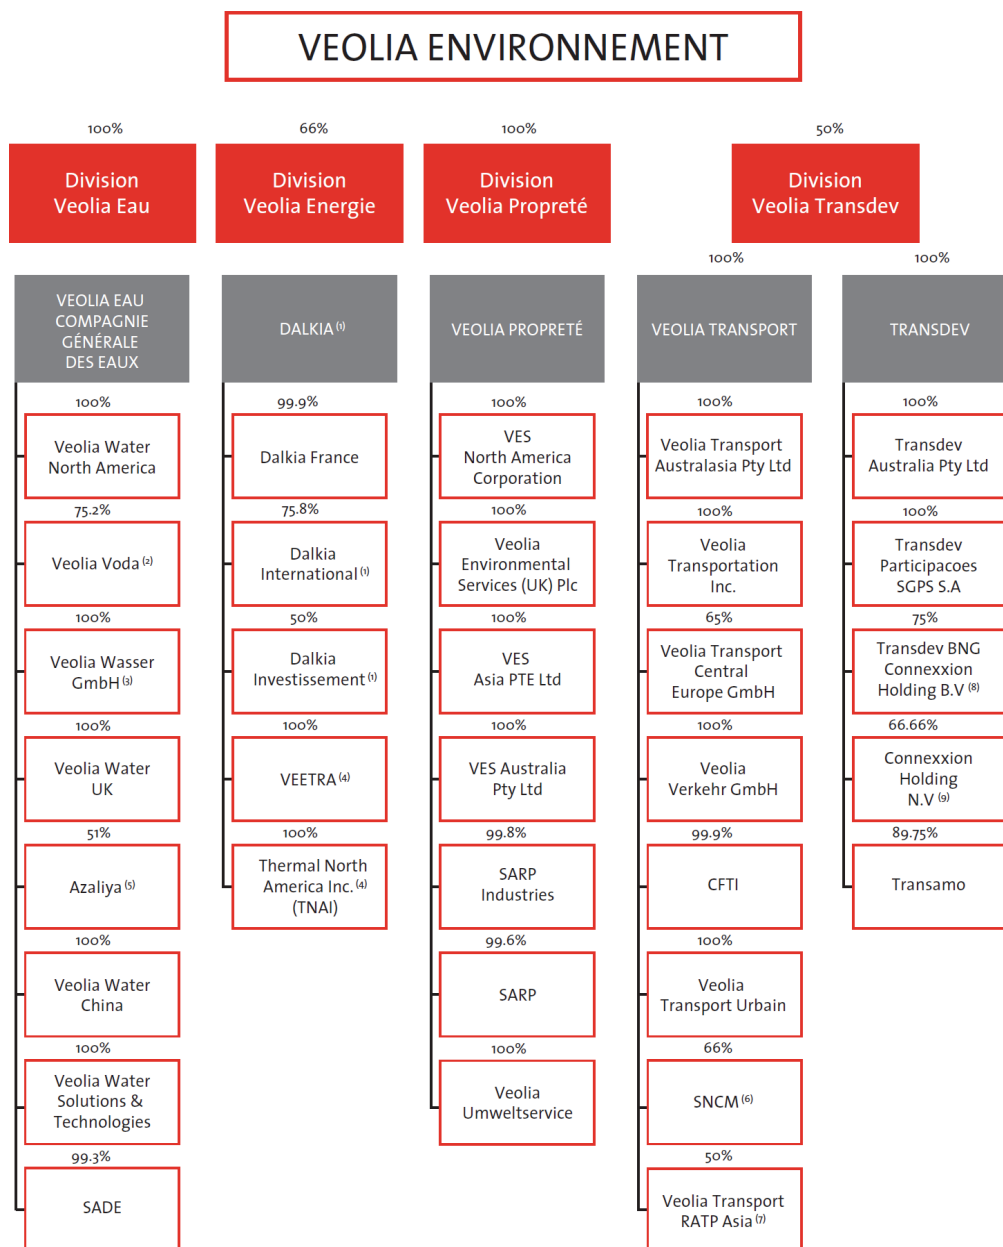 VEOLIA ENVIRONNEMENT
100%
66%
100%
50%
Division
Veolia Eau
Division
Veolia Energie
Division
Veolia Propreté
Division
Veolia Transdev
100%
100%
VEOLIA EAU
COMPAGNIE
GÉNÉRALE
DES EAUX
DALKIA (1)
VEOLIA PROPRETÉ
VEOLIA TRANSPORT
TRANSDEV
100%
Veolia Water
North America
75.2%
Veolia Voda (2)
100%
Veolia Wasser
GmbH (3)
100%
Veolia Water
UK
51%
Azaliya (5)
100%
Veolia Water
China
100%
Veolia Water
Solutions &
Technologies
99.3%
SADE
99.9%
Dalkia France
75.8%
Dalkia
International (1)
50%
Dalkia
Investissement (1)
100%
VEETRA (4)
100%
Thermal North
America Inc. (4)
(TNAI)
100%
VES
North America
Corporation
100%
Veolia
Environmental
Services (UK) Plc
100%
VES
Asia PTE Ltd
100%
VES Australia
Pty Ltd
99.8%
SARP
Industries
99.6%
SARP
100%
Veolia
Umweltservice
100%
Veolia Transport
Australasia Pty Ltd
100%
Veolia
Transportation
Inc.
65%
Veolia Transport
Central
Europe GmbH
100%
Veolia
Verkehr GmbH
99.9%
CFTI
100%
Veolia
Transport Urbain
66%
SNCM (6)
50%
Veolia Transport
RATP Asia (7)
100%
Transdev
Australia Pty Ltd
100%
Transdev
Participacoes
SGPS S.A
75%
Transdev BNG
Connexxion
Holding B.V (8)
66.66%
Connexxion
Holding
N.V (9)
89.75%
Transamo